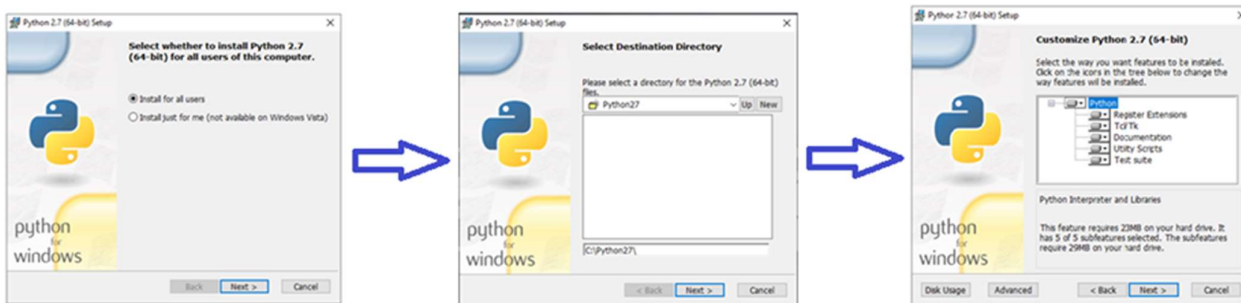 Python 2.7 (64-bit) Setup
Select whether to install Python 2.7
(64-bit) for all users of this computer.
Install for all users
Install just for me (not available on Windows Vista)
python
for
windows
Back
Next >
Cancel
Python 2.7 (64-bit) Setup
Select Destination Directory
Please select a directory for the Python 2.7 (64-bit)
files.
Python27
Up
New
C:\Python27\
python
for
windows
< Back
Next >
Cancel
Python 2.7 (64-bit) Setup
Customize Python 2.7 (64-bit)
Select the way you want features to be installed.
Click on the icons in the tree below to change the
way features will be installed.
Python
Register Extensions
Tcl/Tk
Documentation
Utility Scripts
Test suite
Python Interpreter and Libraries
This feature requires 23MB on your hard drive. It
has 5 of 5 subfeatures selected. The subfeatures
require 29MB on your hard drive.
python
for
windows
Disk Usage
Advanced
< Back
Next >
Cancel